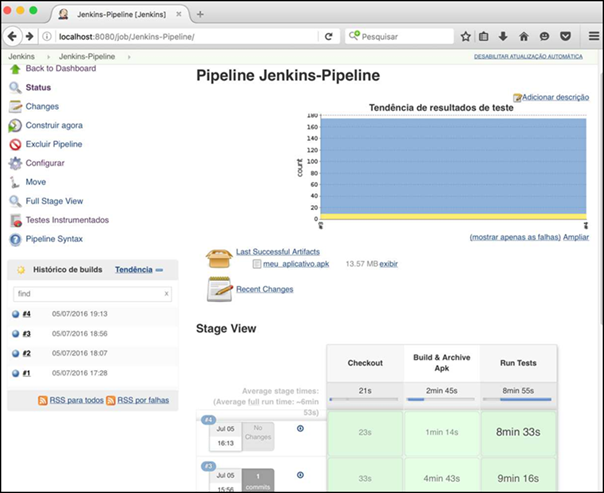 Jenkins-Pipeline [Jenkins]
localhost:8080/job/Jenkins-Pipeline/
Pesquisar
Jenkins
Jenkins-Pipeline
DESABILITAR ATUALIZAÇÃO AUTOMÁTICA
Back to Dashboard
Status
Changes
Construir agora
Excluir Pipeline
Configurar
Move
Full Stage View
Testes Instrumentados
Pipeline Syntax
Histórico de builds Tendência
find x
#4 05/07/2016 19:13
#3 05/07/2016 18:56
#2 05/07/2016 18:07
#1 05/07/2016 17:28
RSS para todos RSS por falhas
Pipeline Jenkins-Pipeline
Adicionar descrição
Tendência de resultados de teste
180
160
140
120
100
80
60
40
20
0
count
#3 #4
(mostrar apenas as falhas) Ampliar
Last Successful Artifacts
meu_aplicativo.apk 13.57 MB exibir
Recent Changes
Stage View
Checkout
Build & Archive
Apk
Run Tests
Average stage times:
(Average full run time: ~6min
53s)
21s 2min 45s 8min 55s
#4
Jul 05
16:13
No
Changes
23s 1min 14s 8min 33s
#3
Jul 05
15:56
1
commits
33s 4min 43s 9min 16s